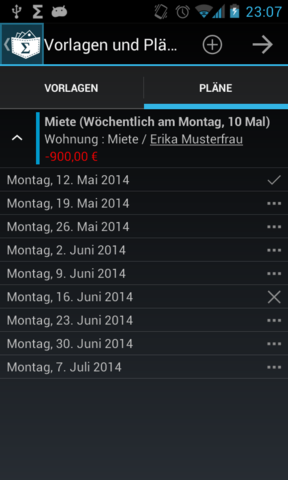 23:07
Vorlagen und Plä...
VORLAGEN
PLÄNE
Miete (Wöchentlich am Montag, 10 Mal)
Wohnung : Miete / Erika Musterfrau
-900,00 €
Montag, 12. Mai 2014
Montag, 19. Mai 2014
Montag, 26. Mai 2014
Montag, 2. Juni 2014
Montag, 9. Juni 2014
Montag, 16. Juni 2014
Montag, 23. Juni 2014
Montag, 30. Juni 2014
Montag, 7. Juli 2014